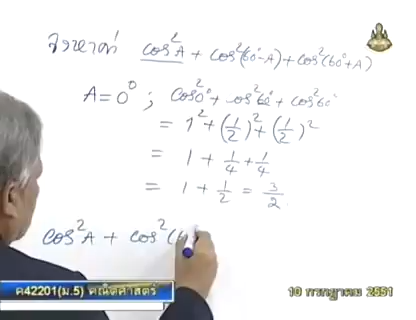 จงหาค่า cos²A + cos²(60°-A) + cos²(60°+A)
A = 0° ; cos²0° + cos²60° + cos²60°
= 1² + (1/2)² + (1/2)²
= 1 + 1/4 + 1/4
= 1 + 1/2 = 3/2.
cos²A + cos²(
ค42201(ม.5) คณิตศาสตร์
10 กรกฎาคม 2551